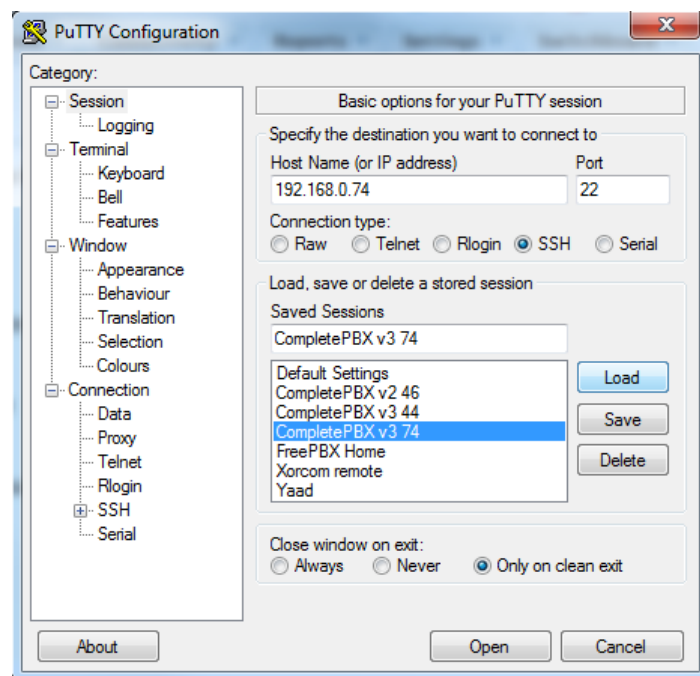 PuTTY Configuration
Category:
Session
Logging
Terminal
Keyboard
Bell
Features
Window
Appearance
Behaviour
Translation
Selection
Colours
Connection
Data
Proxy
Telnet
Rlogin
SSH
Serial
Basic options for your PuTTY session
Specify the destination you want to connect to
Host Name (or IP address) Port
192.168.0.74 22
Connection type:
Raw Telnet Rlogin SSH Serial
Load, save or delete a stored session
Saved Sessions
CompletePBX v3 74
Default Settings
CompletePBX v2 46
CompletePBX v3 44
CompletePBX v3 74
FreePBX Home
Xorcom remote
Yaad
Load
Save
Delete
Close window on exit:
Always Never Only on clean exit
About Open Cancel